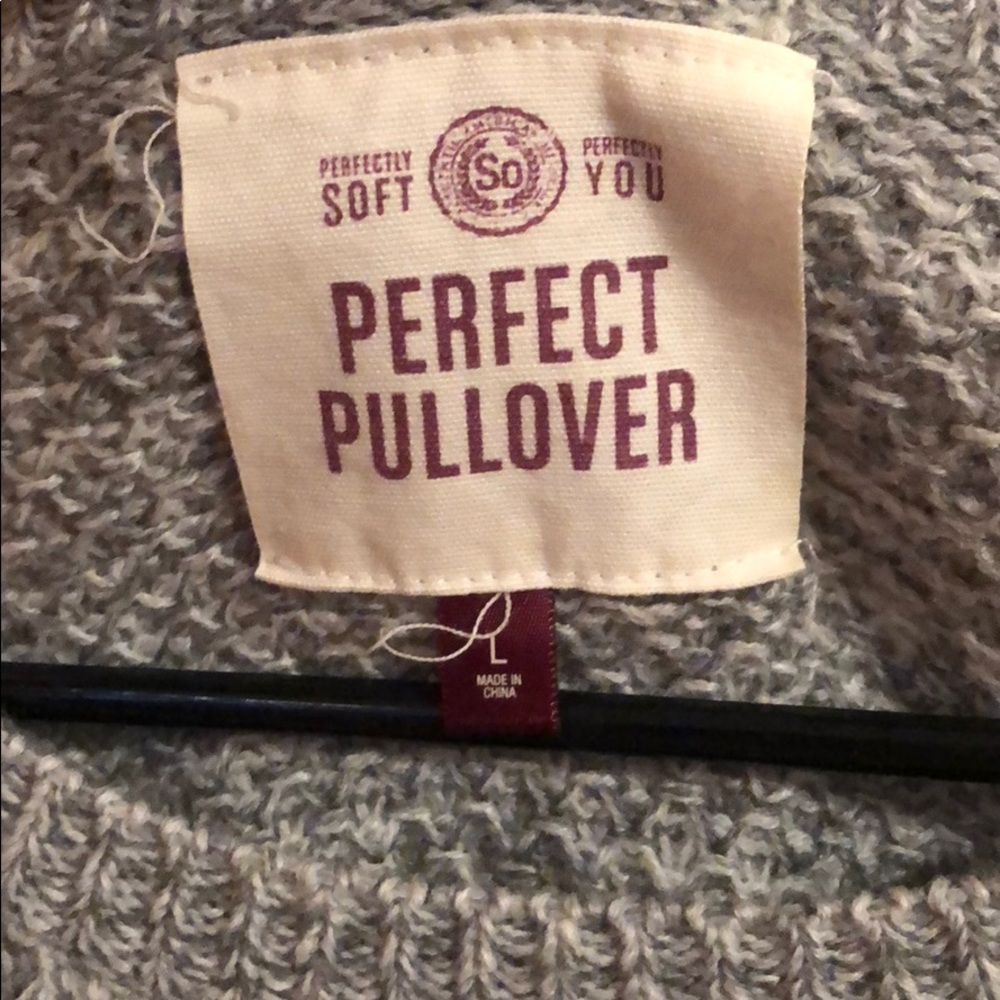 PERFECTLY
SOFT
So
PERFECTLY
YOU
PERFECT
PULLOVER
L
MADE IN
CHINA